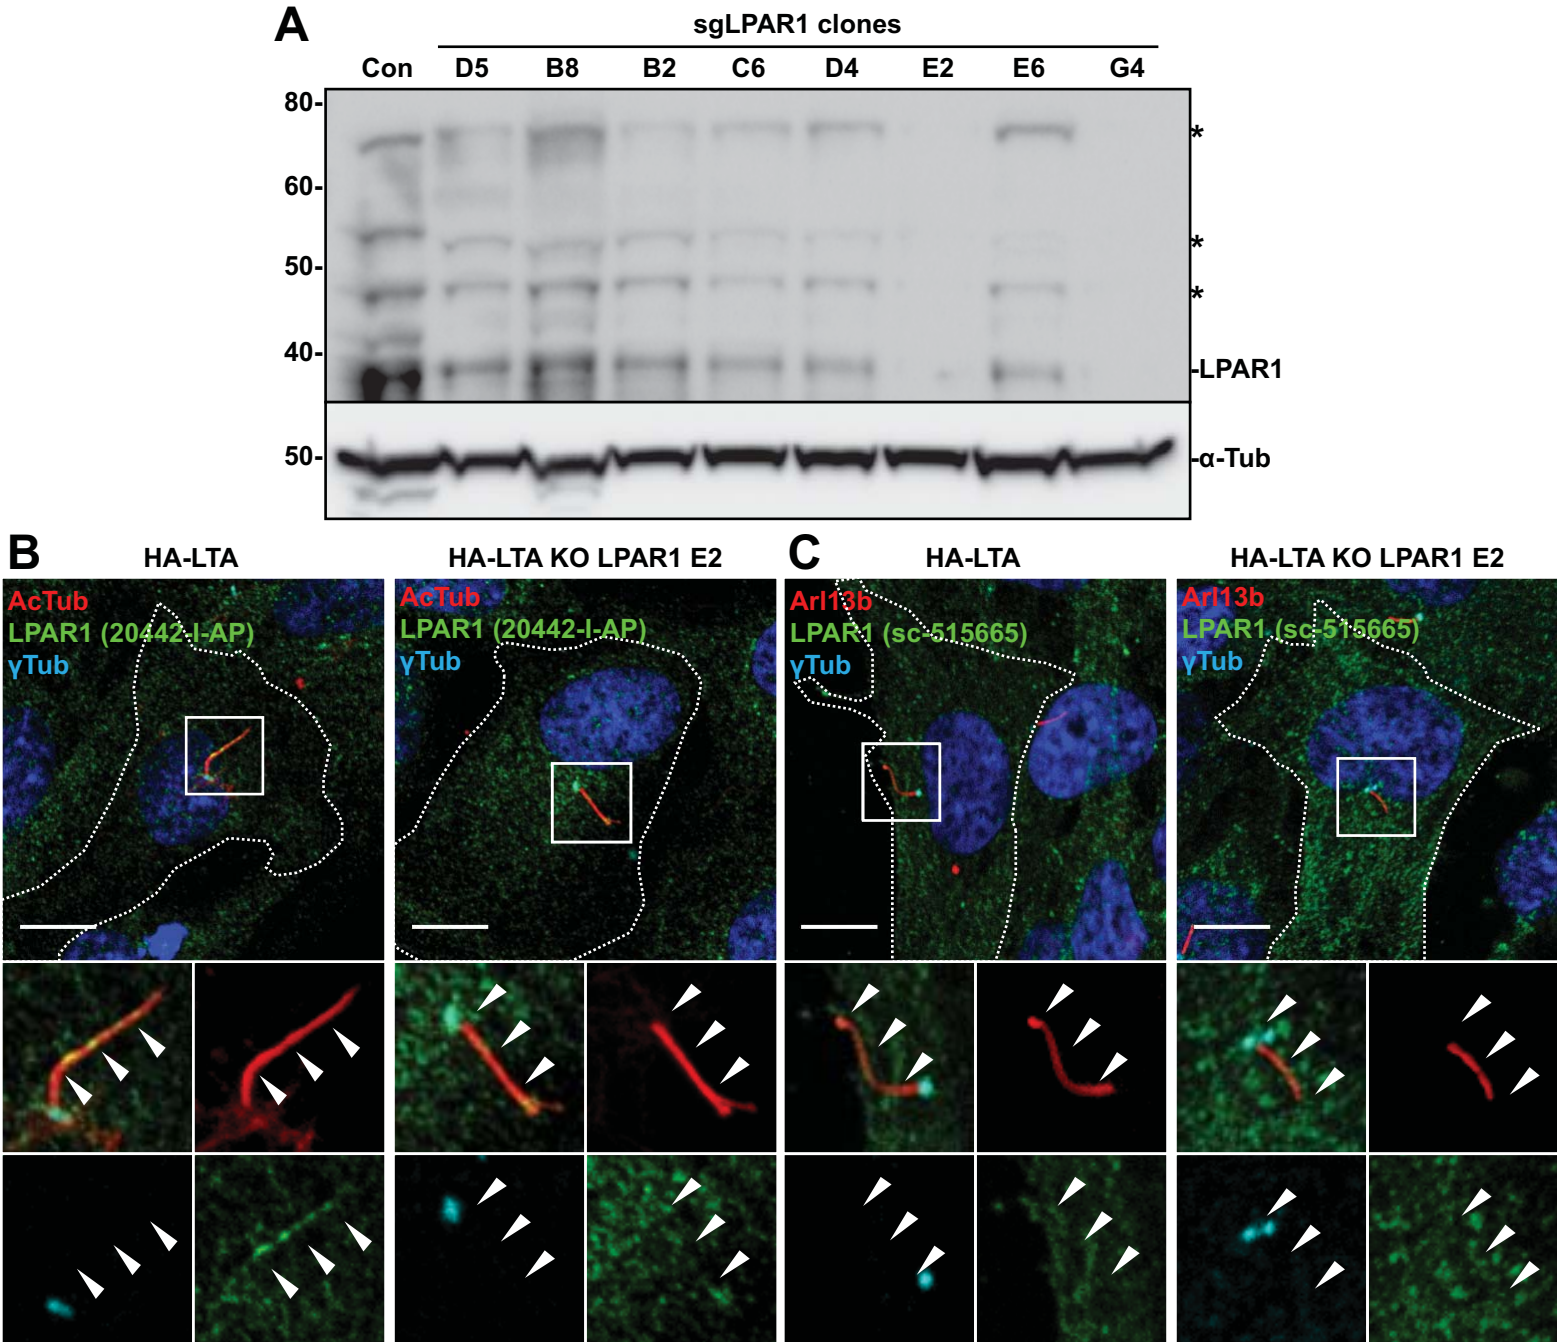 A
sgLPAR1 clones
Con D5 B8 B2 C6 D4 E2 E6 G4
80-
*
60-
*
50-
*
40-
-LPAR1
50-
-α-Tub
B
HA-LTA
HA-LTA KO LPAR1 E2
C
HA-LTA
HA-LTA KO LPAR1 E2
AcTub
LPAR1 (20442-I-AP)
γTub
AcTub
LPAR1 (20442-I-AP)
γTub
Arl13b
LPAR1 (sc-515665)
γTub
Arl13b
LPAR1 (sc-515665)
γTub